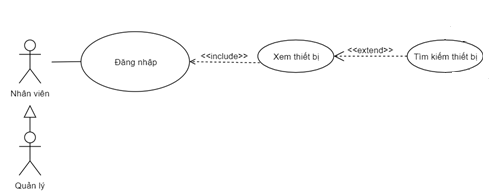 Đăng nhập
<<include>>
Xem thiết bị
<<extend>>
Tìm kiếm thiết bị
Nhân viên
Quản lý